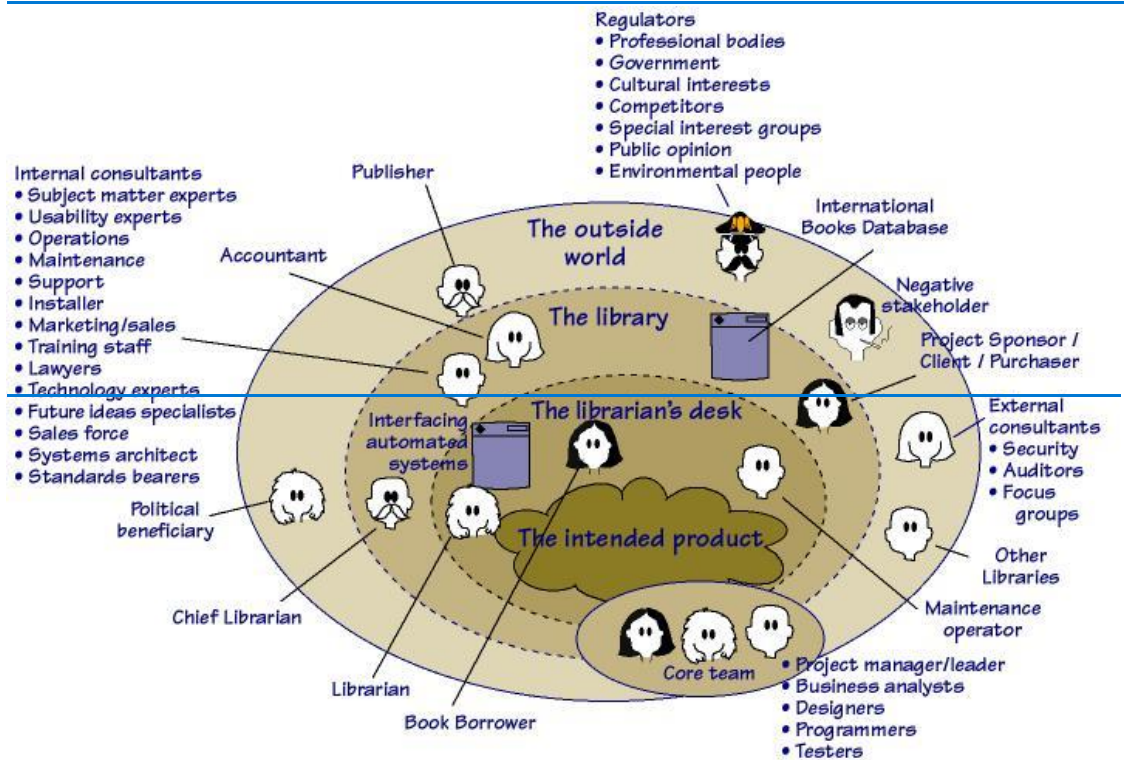 Regulators
• Professional bodies
• Government
• Cultural interests
• Competitors
• Special interest groups
• Public opinion
• Environmental people
Internal consultants
• Subject matter experts
• Usability experts
• Operations
• Maintenance
• Support
• Installer
• Marketing/sales
• Training staff
• Lawyers
• Technology experts
• Future ideas specialists
• Sales force
• Systems architect
• Standards bearers
Publisher
Accountant
The outside
world
International
Books Database
The library
Negative
stakeholder
Project Sponsor /
Client / Purchaser
The librarian's desk
Interfacing
automated
systems
External
consultants
• Security
• Auditors
• Focus
groups
Political
beneficiary
The intended product
Other
Libraries
Chief Librarian
Maintenance
operator
Librarian
Book Borrower
Core team
• Project manager/leader
• Business analysts
• Designers
• Programmers
• Testers